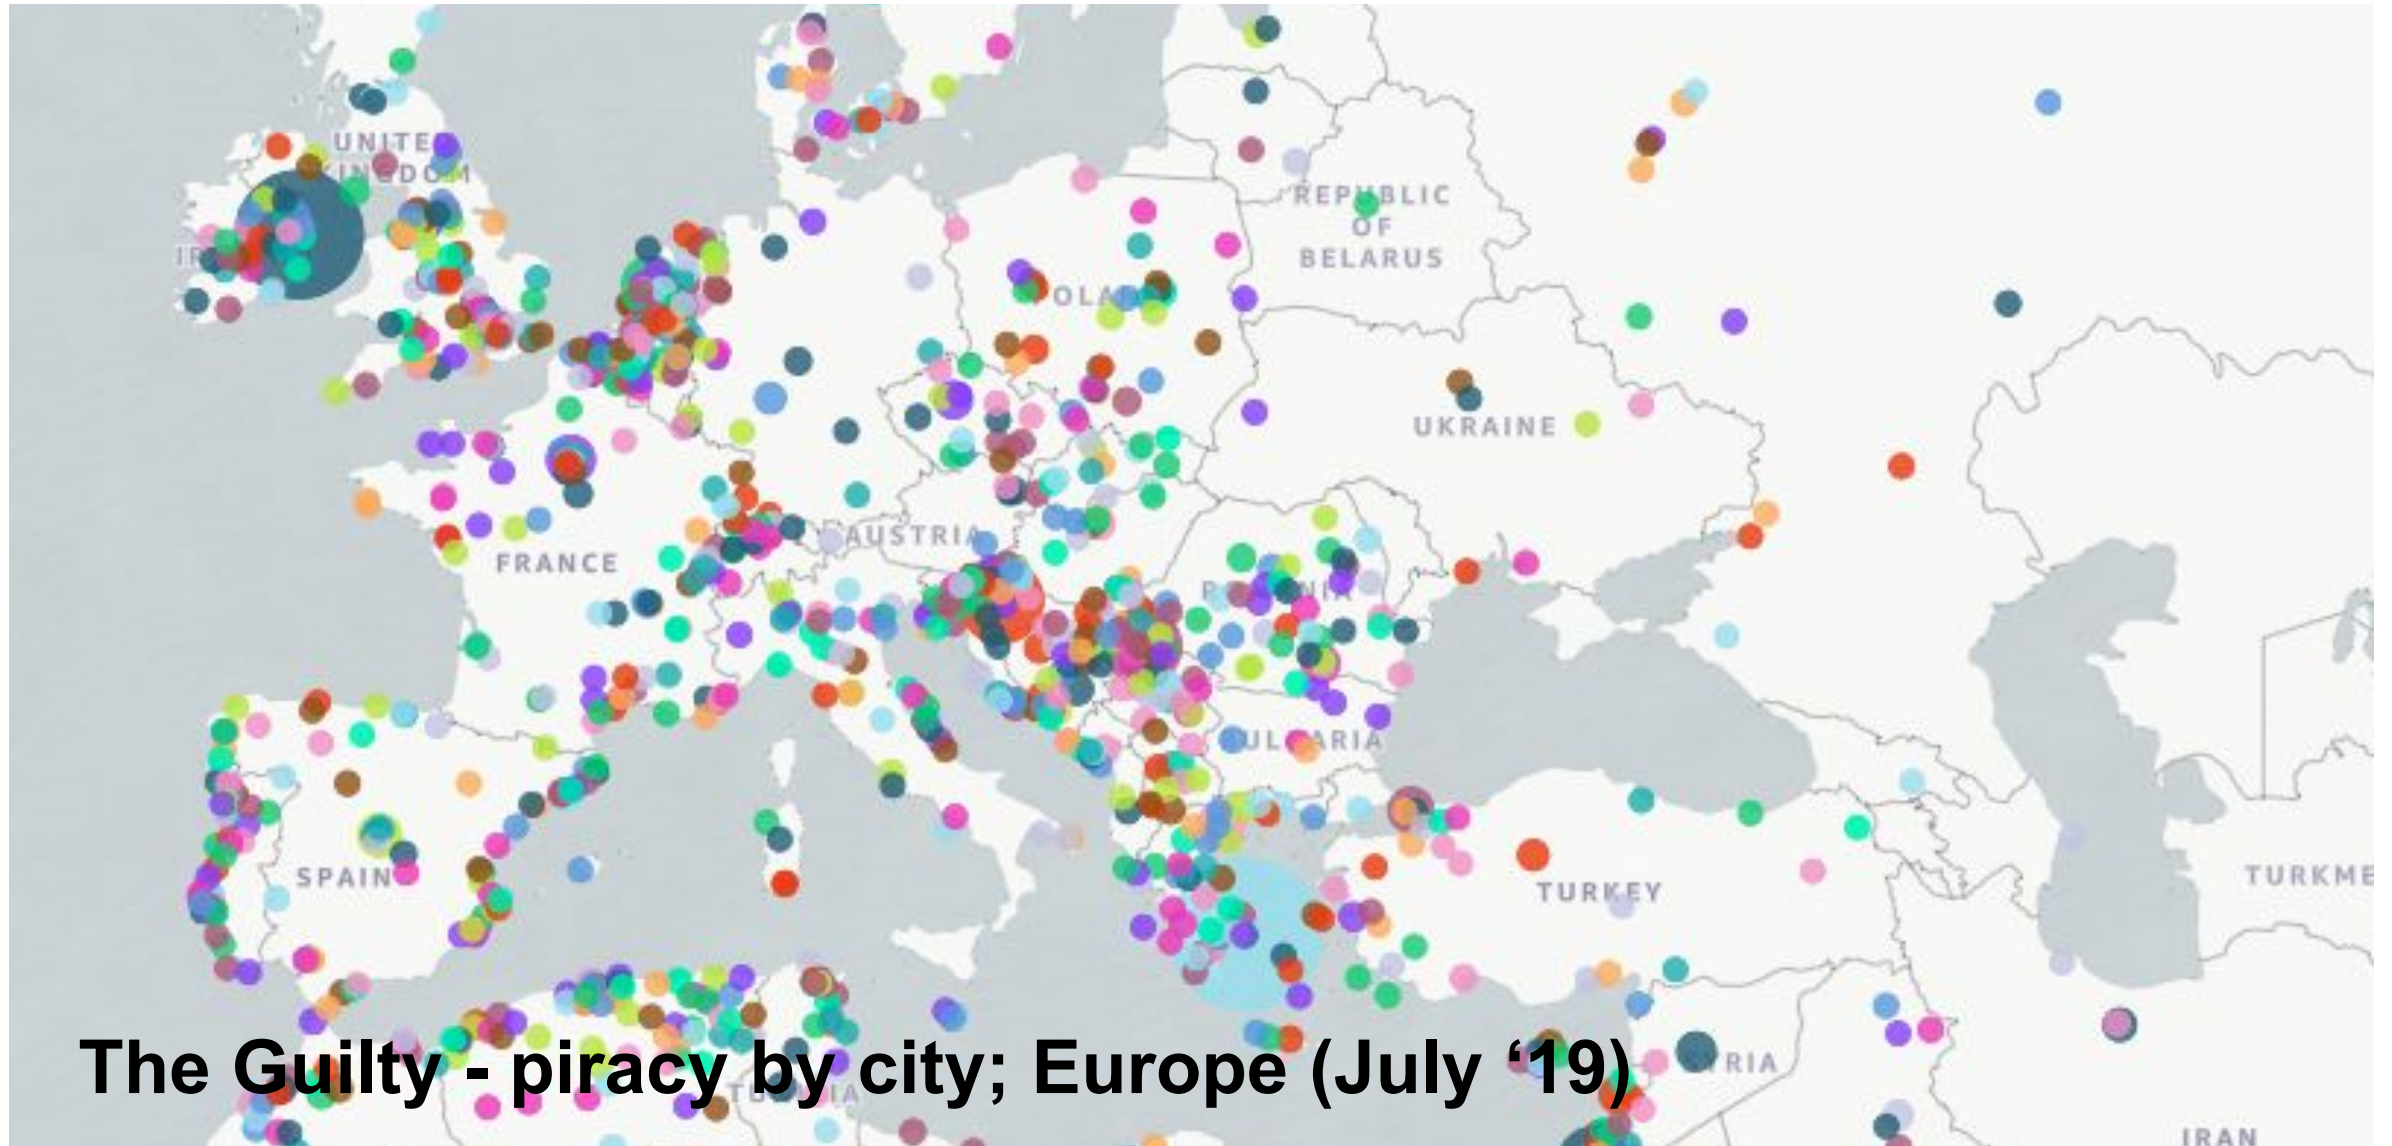 UNITED
KINGDOM
REPUBLIC
OF
BELARUS
UKRAINE
AUSTRIA
FRANCE
SPAIN
TURKEY
TURKME
The Guilty - piracy by city; Europe (July ‘19)
IRAN